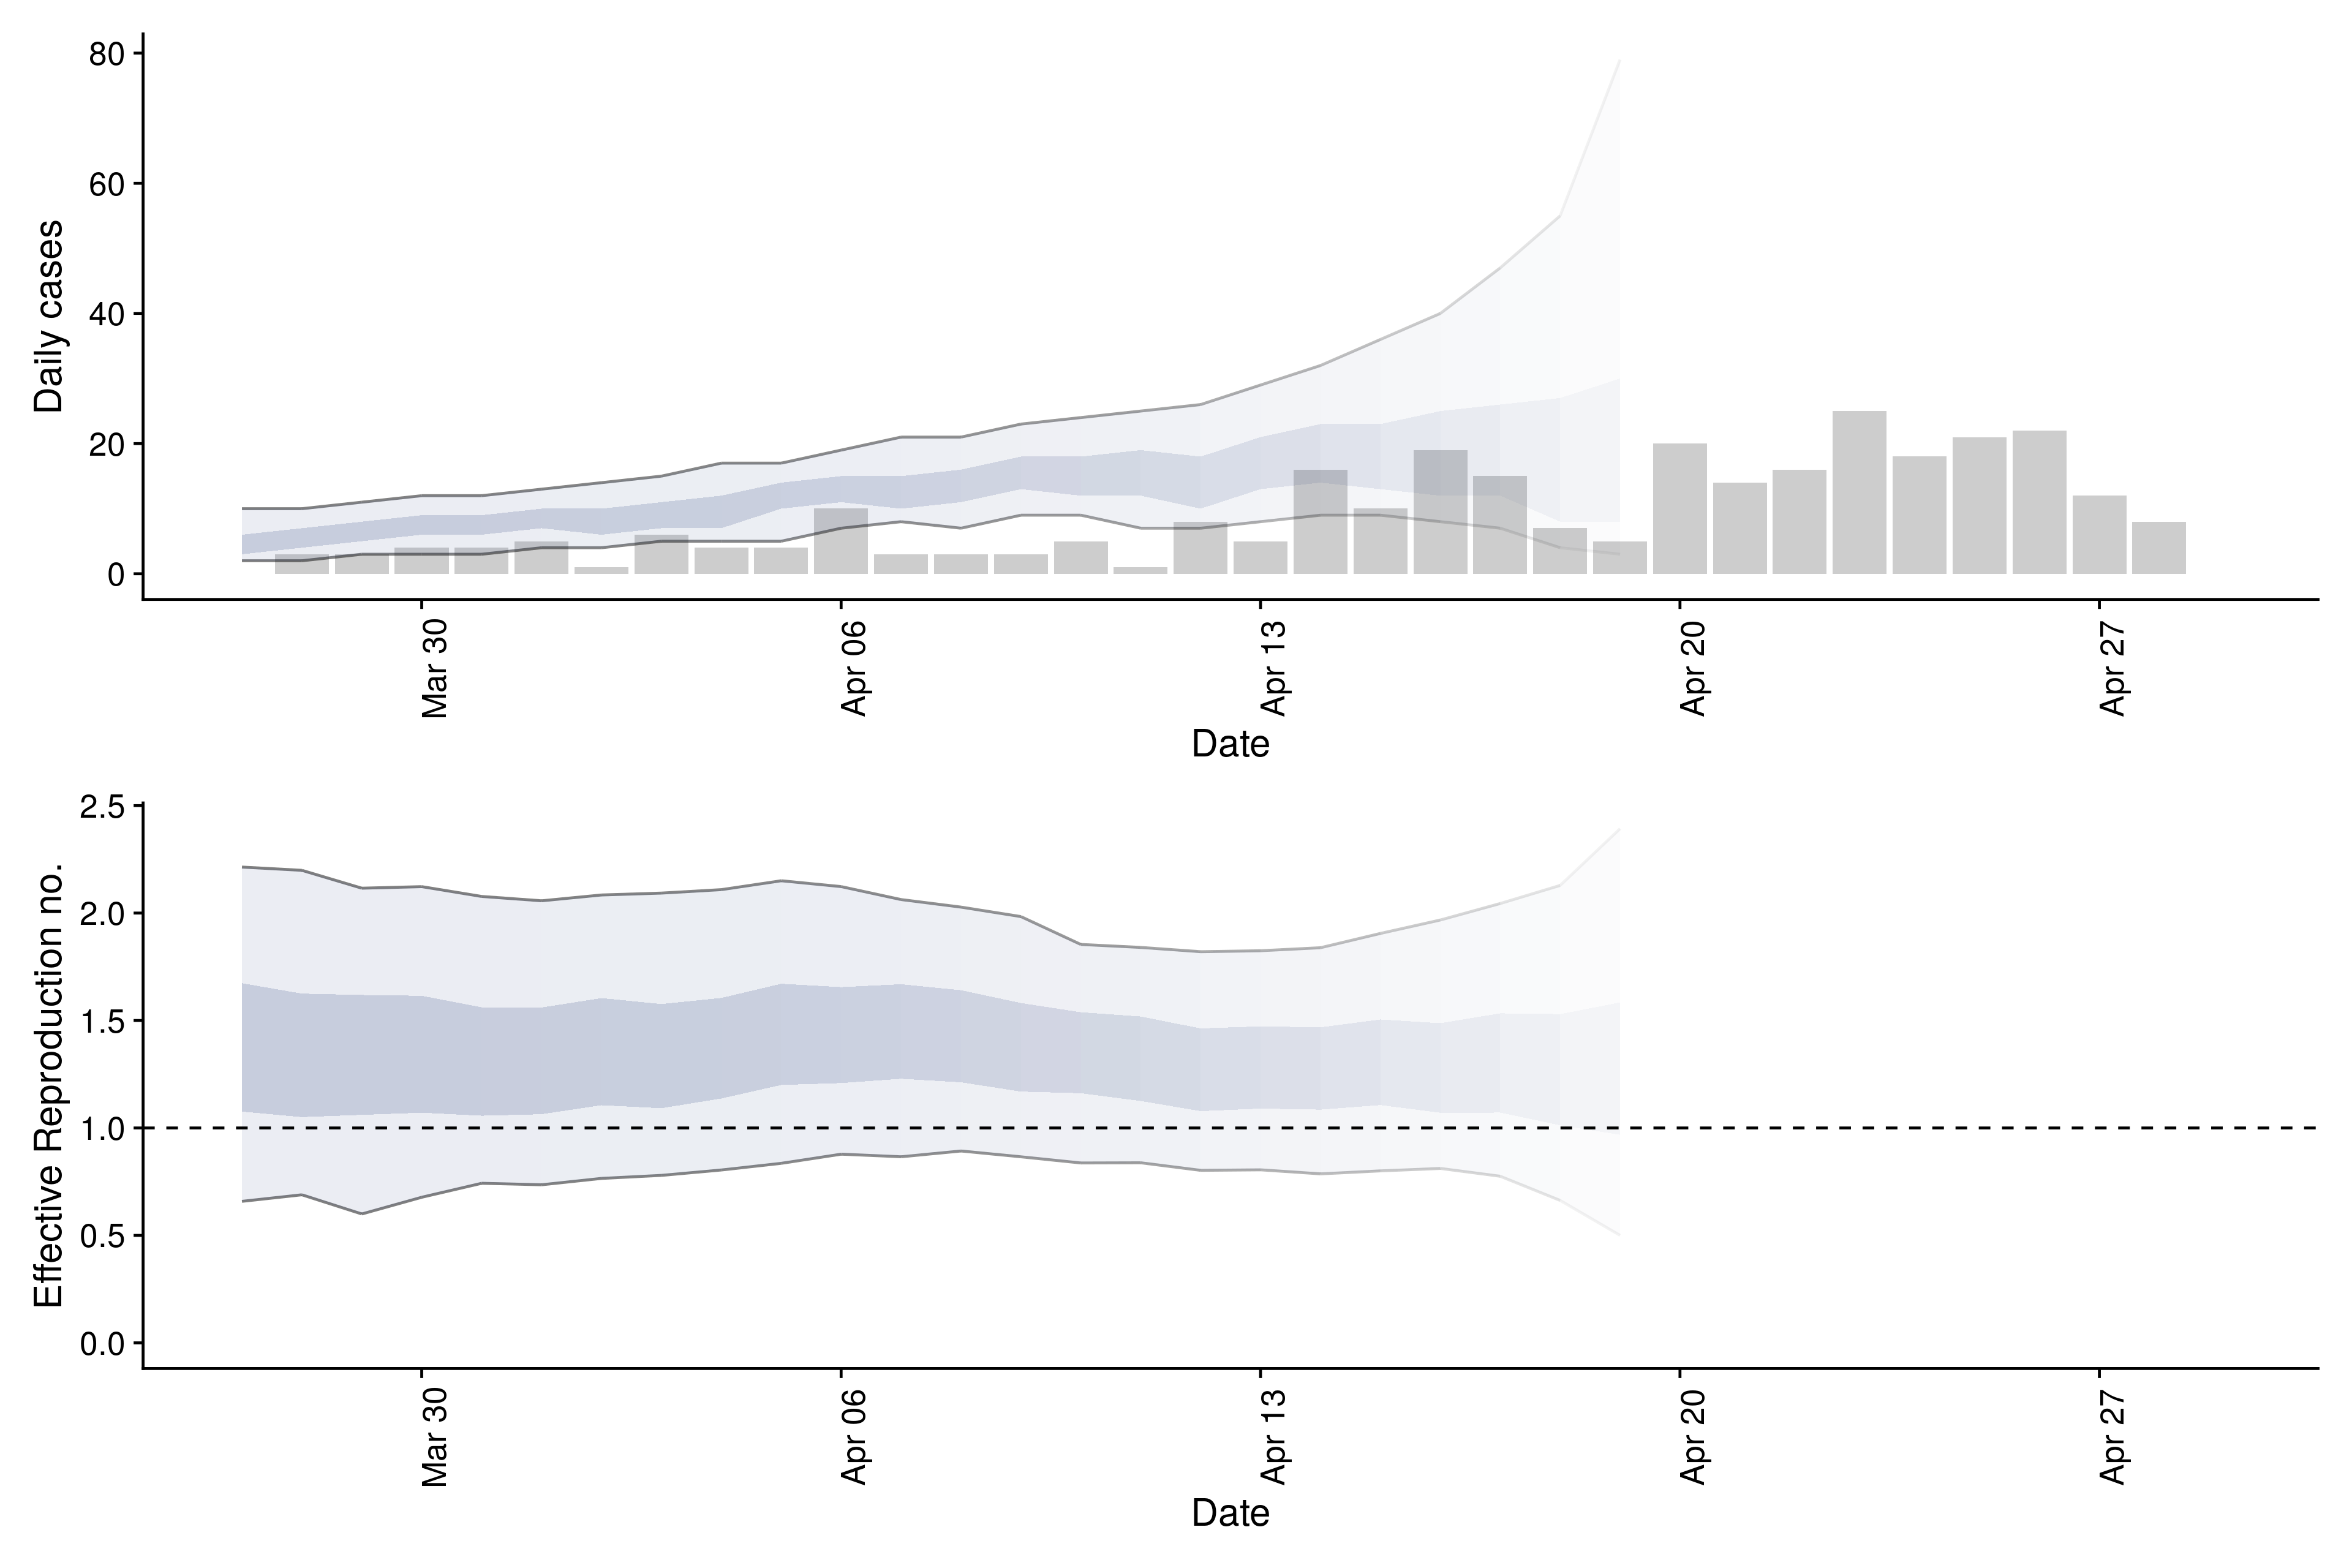 80
60
40
20
0
Daily cases
Mar 30
Apr 06
Apr 13
Apr 20
Apr 27
Date
2.5
2.0
1.5
1.0
0.5
0.0
Effective Reproduction no.
Mar 30
Apr 06
Apr 13
Apr 20
Apr 27
Date